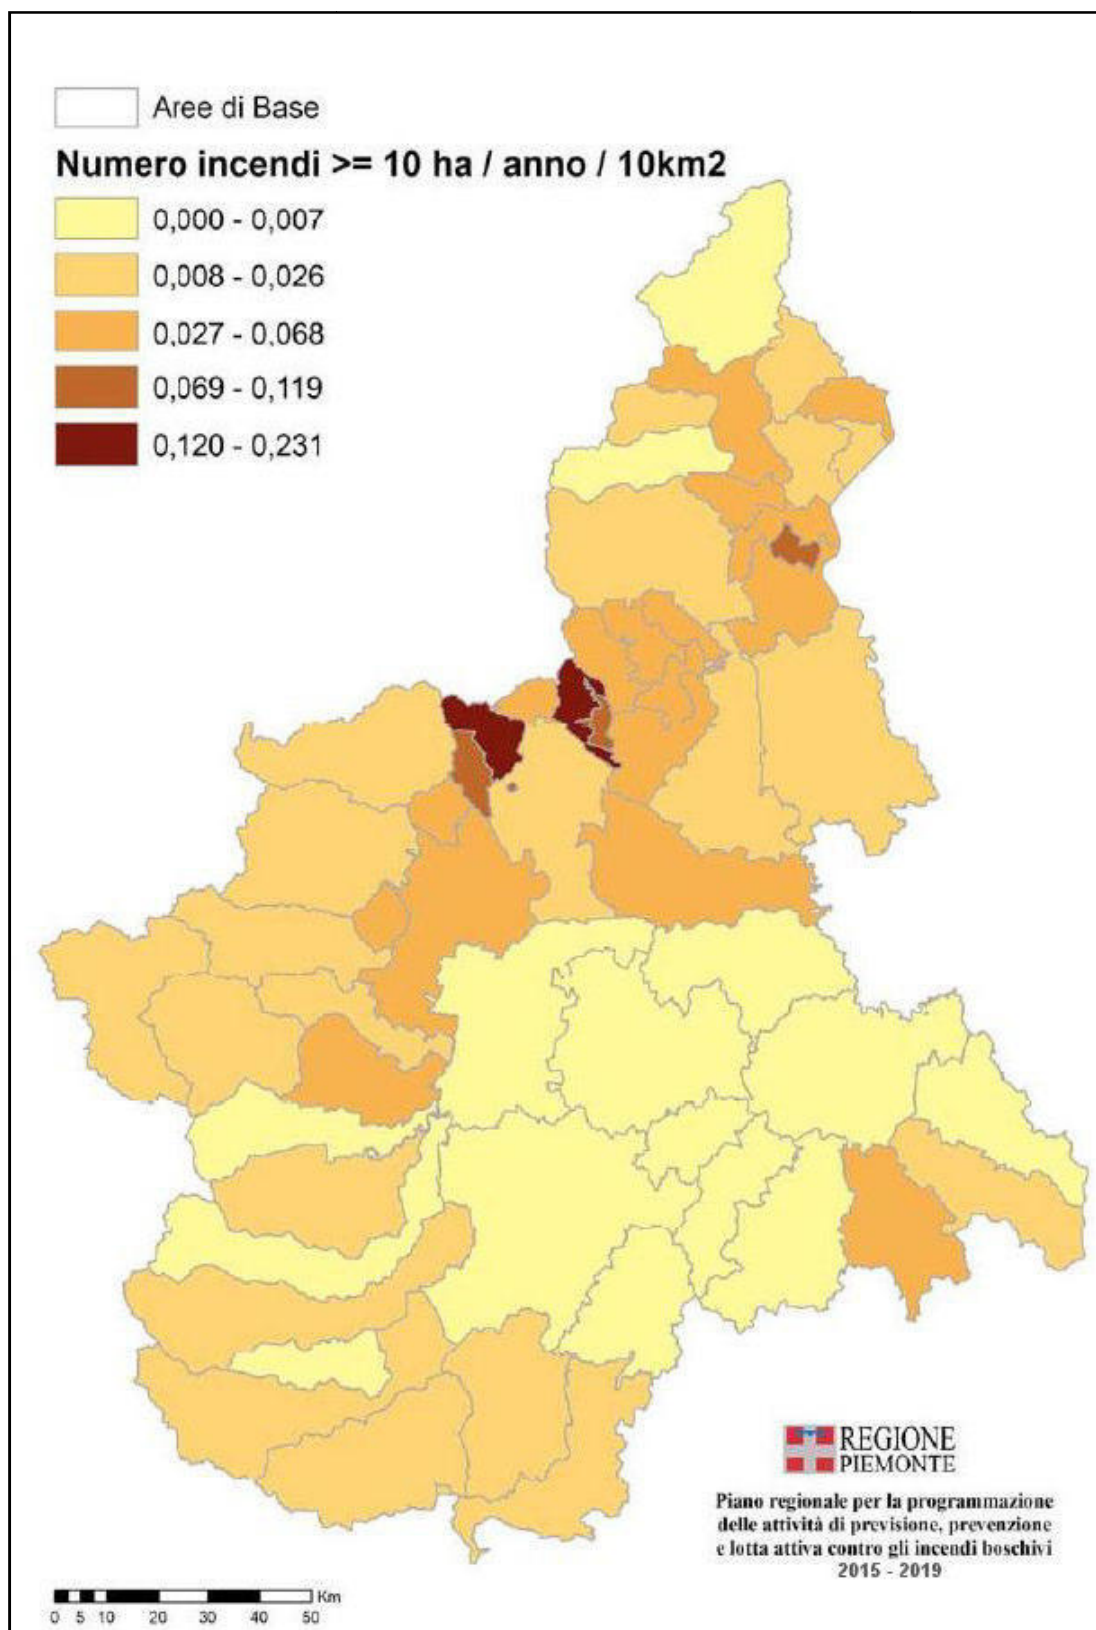 Aree di Base
Numero incendi >= 10 ha / anno / 10km2
0,000 - 0,007
0,008 - 0,026
0,027 - 0,068
0,069 - 0,119
0,120 - 0,231
REGIONE
PIEMONTE
Piano regionale per la programmazione
delle attività di previsione, prevenzione
e lotta attiva contro gli incendi boschivi
2015 - 2019
Km
0 5 10 20 30 40 50